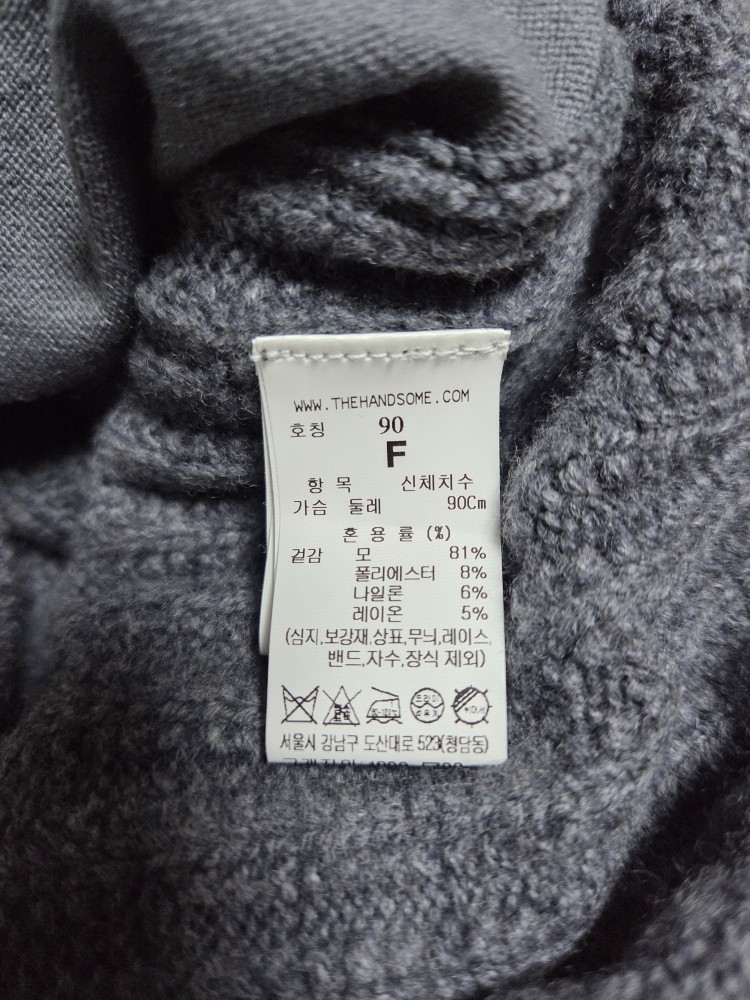 WWW.THEHANDSOME.COM
호칭 90
F
항 목 신체치수
가슴 둘레 90Cm
혼 용 률 (%)
겉감 모 81%
폴리에스터 8%
나일론 6%
레이온 5%
(심지,보강재,상표,무늬,레이스,
밴드,자수,장식 제외)
서울시 강남구 도산대로 523(청담동)